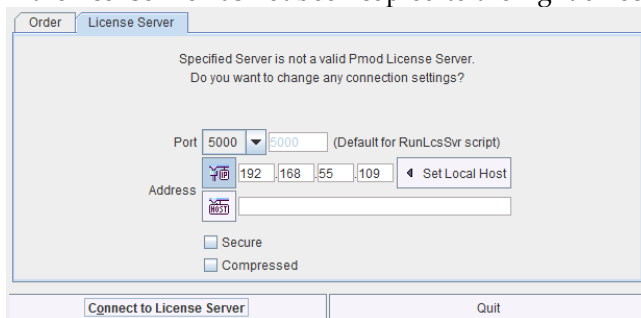 Order License Server
Specified Server is not a valid Pmod License Server.
Do you want to change any connection settings?
Port 5000 5000 (Default for RunLcsSvr script)
IP 192 .168 .55 .109 Set Local Host
Address
HOST
Secure
Compressed
Connect to License Server Quit